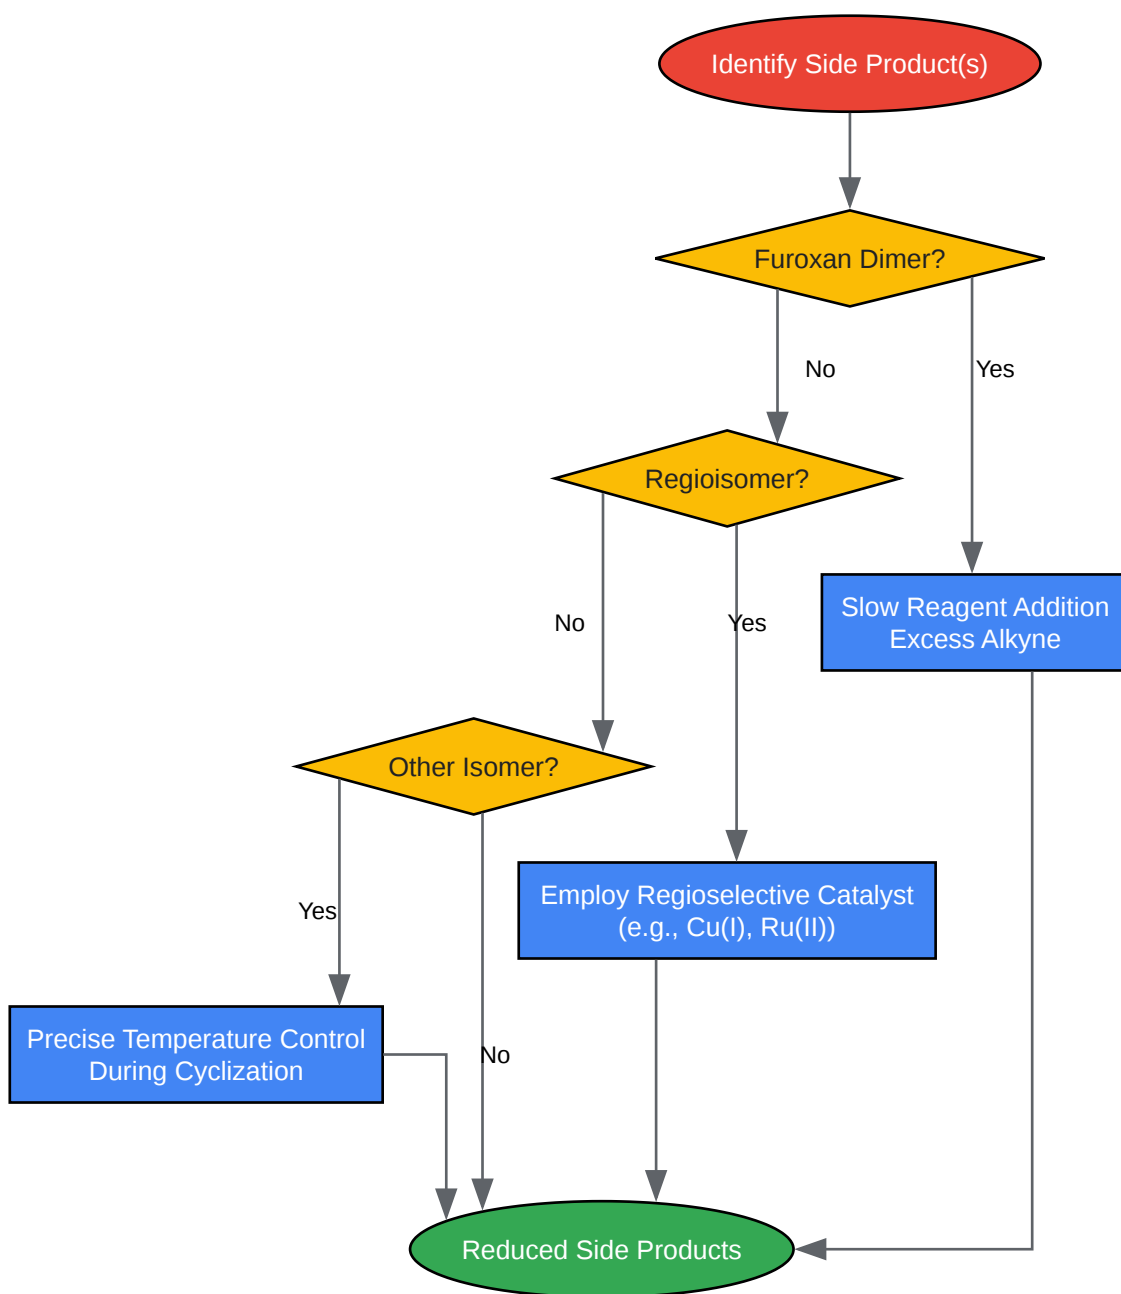 Identify Side Product(s)
Furoxan Dimer?
No
Yes
Regioisomer?
Slow Reagent Addition
Excess Alkyne
No
Yes
Other Isomer?
Employ Regioselective Catalyst
(e.g., Cu(I), Ru(II))
Yes
Precise Temperature Control
During Cyclization
No
Reduced Side Products